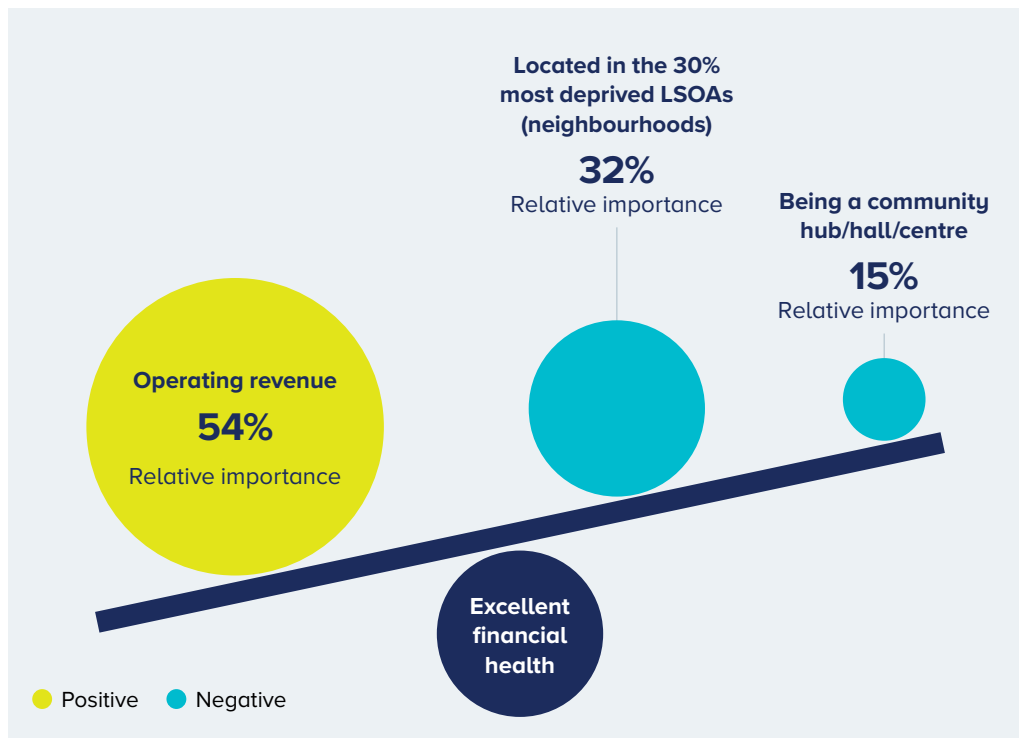 Located in the 30%
most deprived LSOAs
(neighbourhoods)
32%
Relative importance
Being a community
hub/hall/centre
15%
Relative importance
Operating revenue
54%
Relative importance
Excellent
financial
health
Positive
Negative